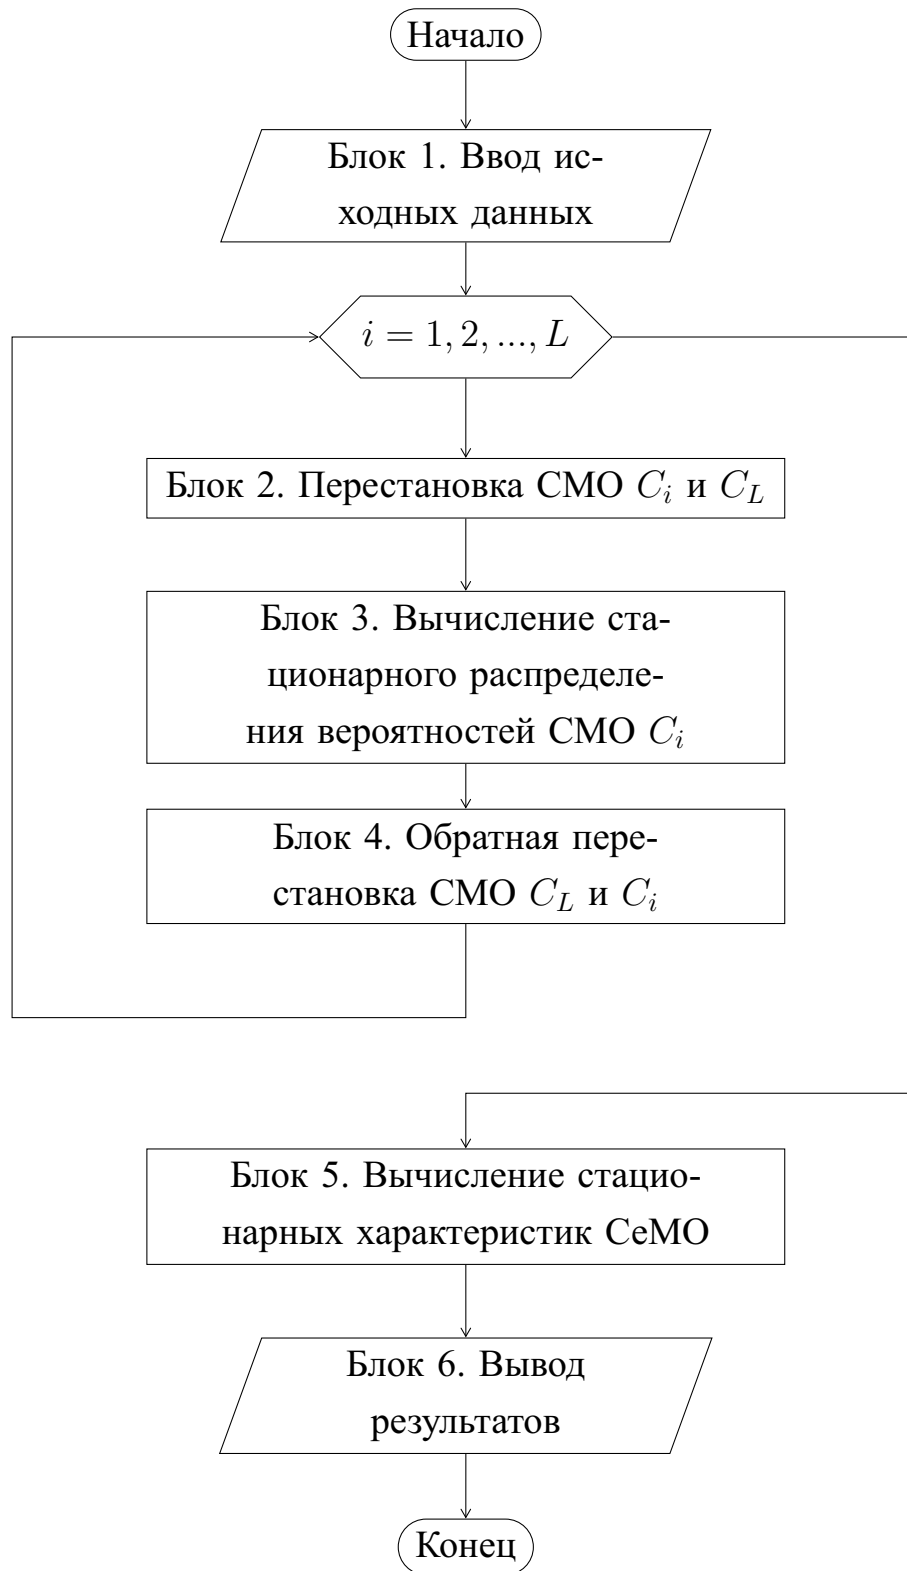 Начало
Блок 1. Ввод ис-
ходных данных
i = 1, 2, ..., L
Блок 2. Перестановка СМО C_i и C_L
Блок 3. Вычисление ста-
ционарного распределе-
ния вероятностей СМО C_i
Блок 4. Обратная пере-
становка СМО C_L и C_i
Блок 5. Вычисление стацио-
нарных характеристик СеМО
Блок 6. Вывод
результатов
Конец